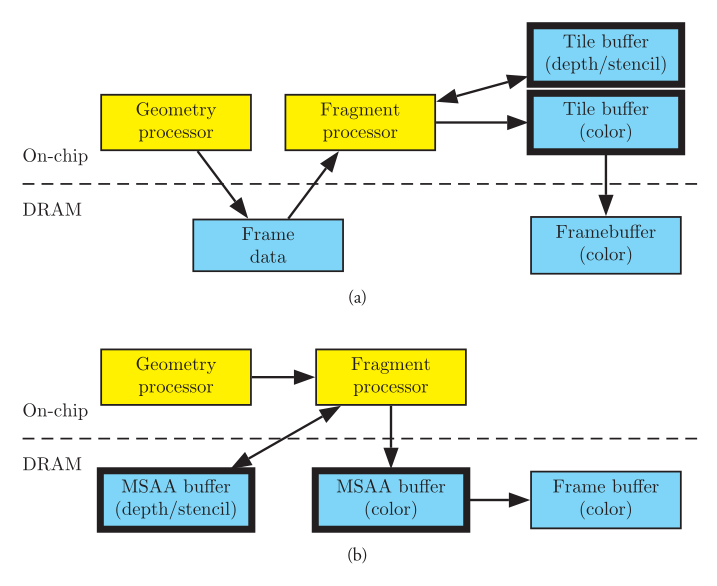 Tile buffer
(depth/stencil)
Geometry
processor
Fragment
processor
Tile buffer
(color)
On-chip
DRAM
Frame
data
Framebuffer
(color)
(a)
Geometry
processor
Fragment
processor
On-chip
DRAM
MSAA buffer
(depth/stencil)
MSAA buffer
(color)
Frame buffer
(color)
(b)